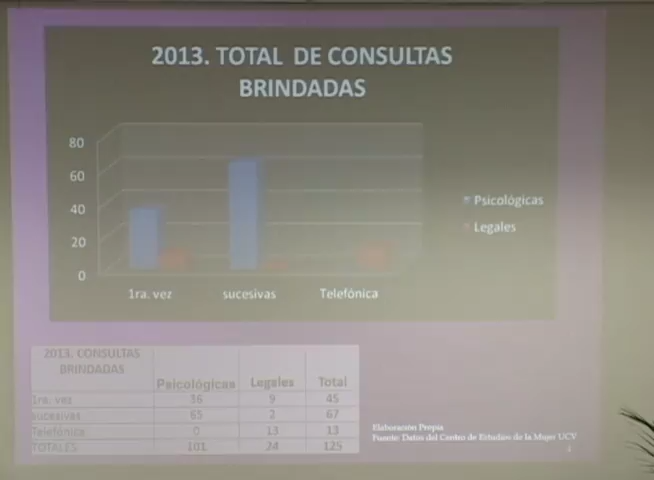 2013. TOTAL DE CONSULTAS
BRINDADAS
80
60
40
20
0
1ra. vez sucesivas Telefónica
Psicológicas
Legales
2013. CONSULTAS
BRINDADAS
Psicológicas Legales Total
1ra. vez 36 9 45
sucesivas 65 2 67
Telefónica 0 13 13
TOTALES 101 24 125
Elaboración Propia
Fuente: Datos del Centro de Estudios de la Mujer UCV